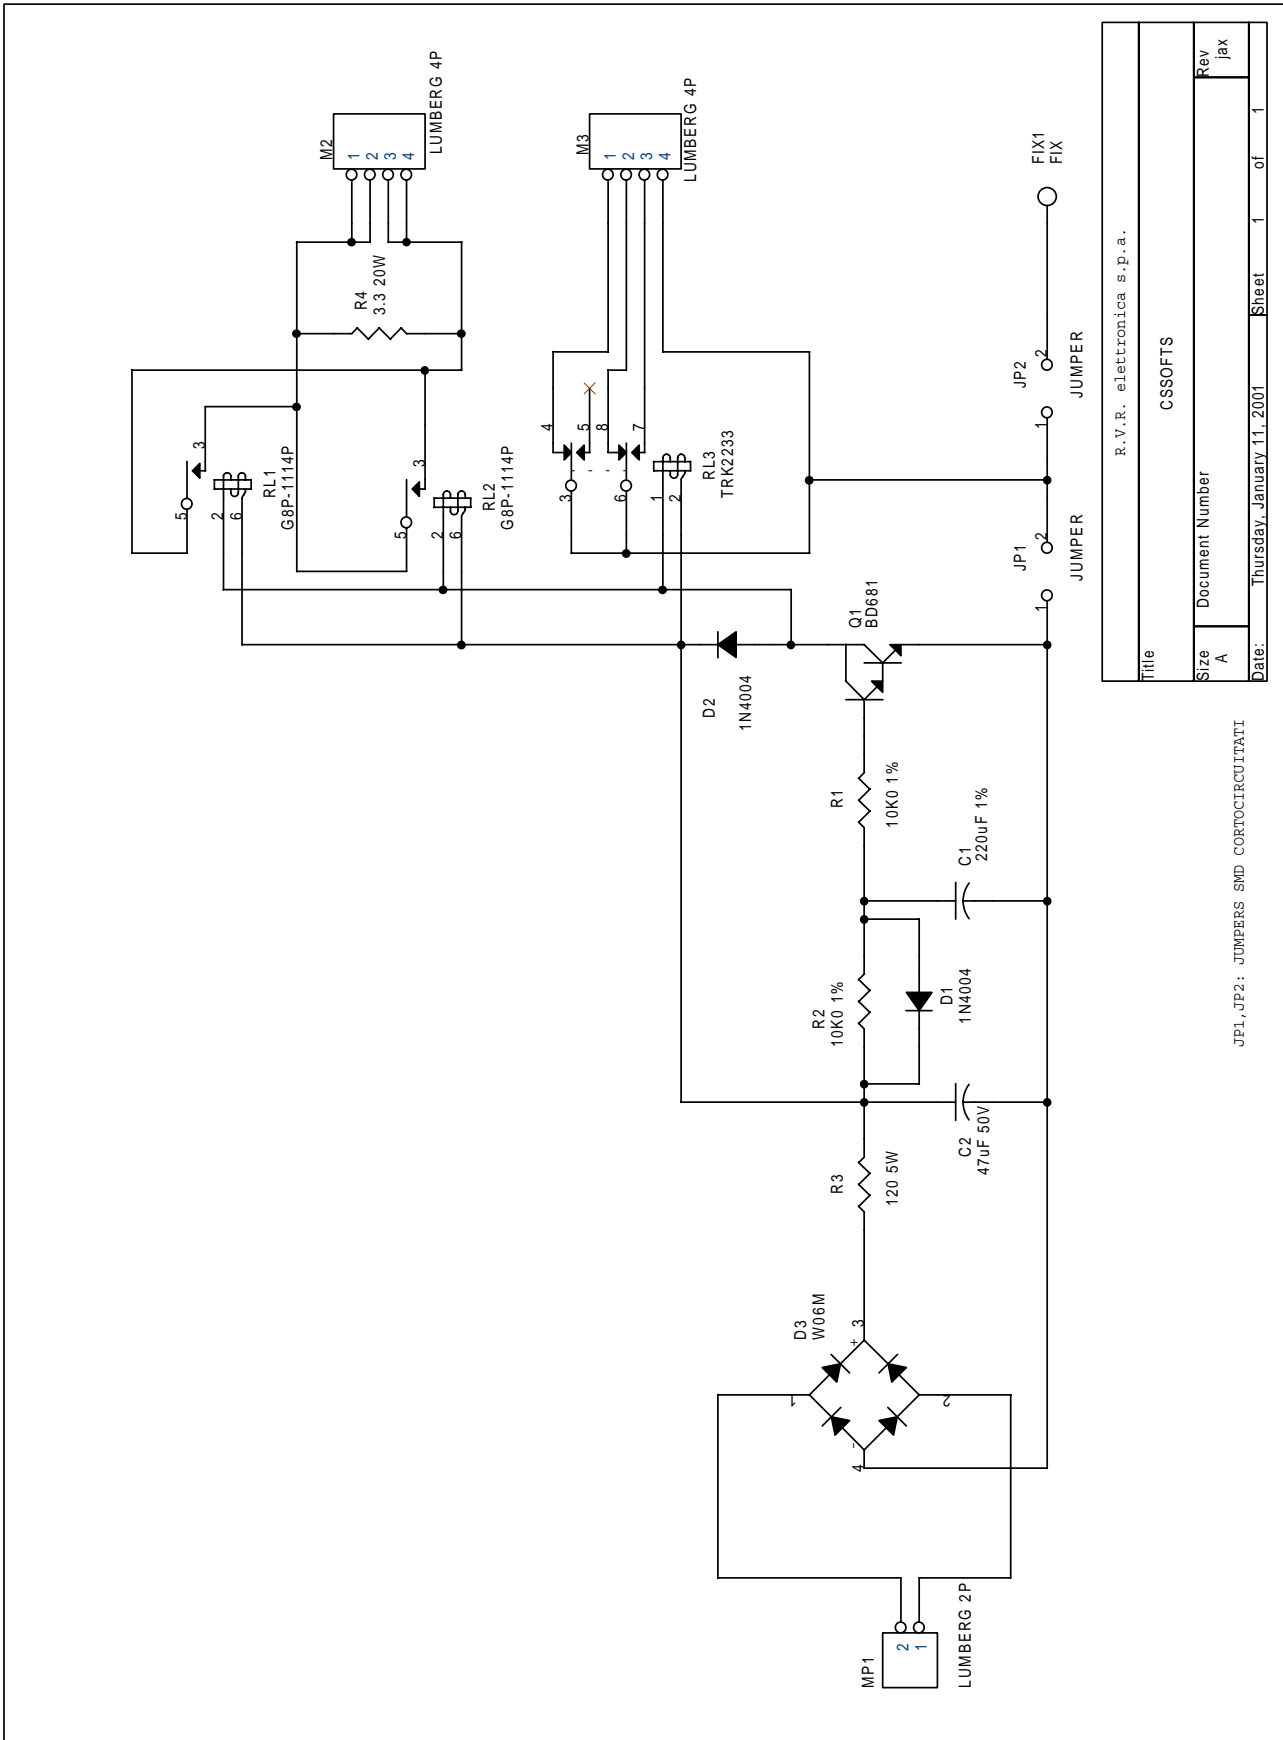 M2
1
2
3
4
LUMBERG 4P
R4
3.3 20W
3
5
2
6
RL1
G8P-1114P
3
5
2
6
RL2
G8P-1114P
M3
1
2
3
4
LUMBERG 4P
4
5
8
7
3
6
1
2
RL3
TRK2233
D2
1N4004
Q1
BD681
FIX1
FIX
JP2
1
2
JUMPER
JP1
1
2
JUMPER
R1
10K0 1%
C1
220uF 1%
R2
10K0 1%
D1
1N4004
C2
47uF 50V
R3
120 5W
D3
W06M
+
3
1
2
-
4
MP1
2
1
LUMBERG 2P
JP1,JP2: JUMPERS SMD CORTOCIRCUITATI
R.V.R. elettronica s.p.a.
Title
CSSOFTS
Size
A
Document Number
Rev
jax
Date:
Thursday, January 11, 2001
Sheet
1
of
1